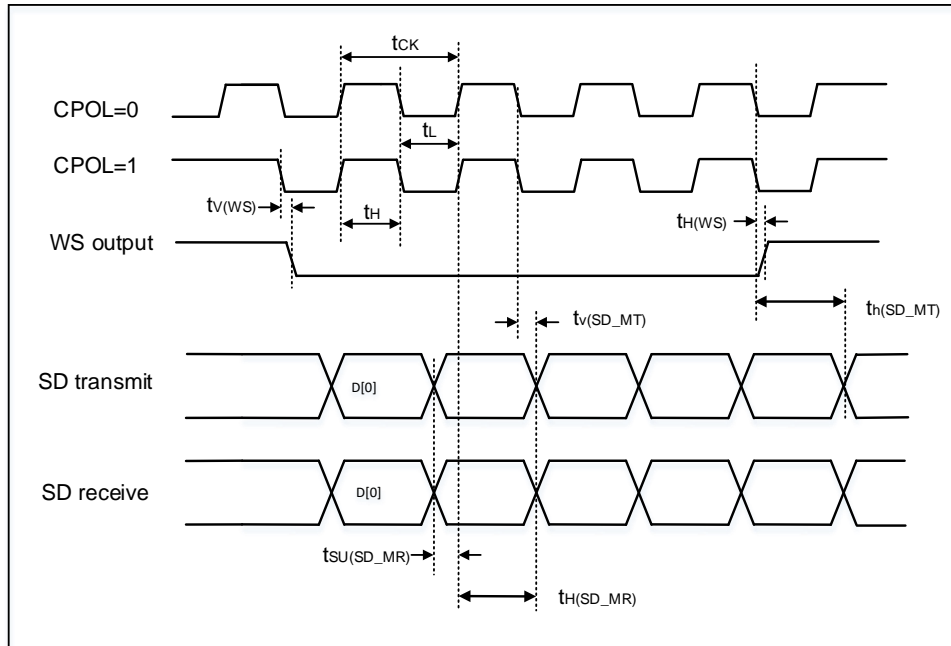 tCK
CPOL=0
tL
CPOL=1
tV(WS)
tH
tH(WS)
WS output
th(SD_MT)
tv(SD_MT)
SD transmit
D[0]
SD receive
D[0]
tSU(SD_MR)
tH(SD_MR)